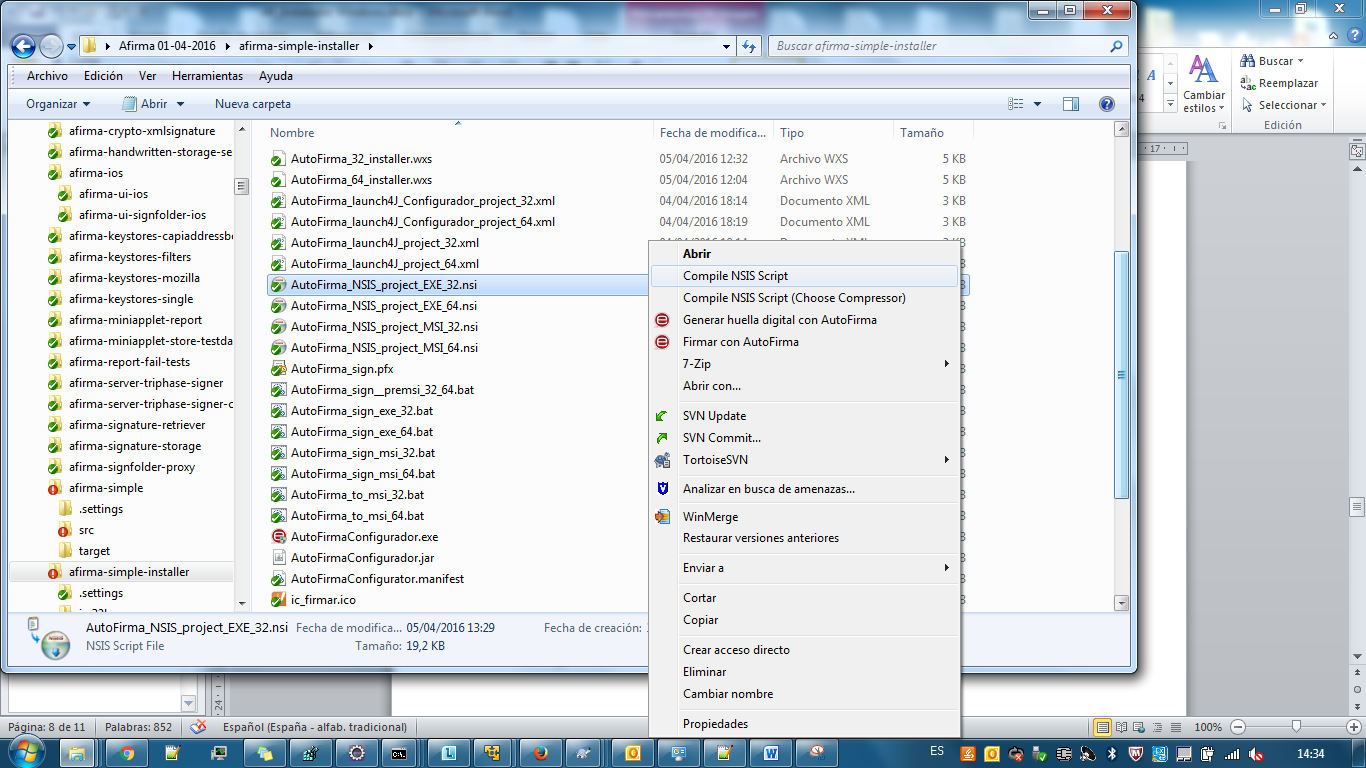 Afirma 01-04-2016 afirma-simple-installer
Buscar afirma-simple-installer
Archivo Edición Ver Herramientas Ayuda
Organizar Abrir Nueva carpeta
afirma-crypto-xmlsignature
afirma-handwritten-storage-se
afirma-ios
afirma-ui-ios
afirma-ui-signfolder-ios
afirma-keystores-capiaddressb
afirma-keystores-filters
afirma-keystores-mozilla
afirma-keystores-single
afirma-miniapplet-report
afirma-miniapplet-store-testda
afirma-report-fail-tests
afirma-server-triphase-signer
afirma-server-triphase-signer-c
afirma-signature-retriever
afirma-signature-storage
afirma-signfolder-proxy
afirma-simple
.settings
src
target
afirma-simple-installer
.settings
Nombre Fecha de modifica... Tipo Tamaño
AutoFirma_32_installer.wxs 05/04/2016 12:32 Archivo WXS 5 KB
AutoFirma_64_installer.wxs 05/04/2016 12:04 Archivo WXS 5 KB
AutoFirma_launch4J_Configurador_project_32.xml 04/04/2016 18:14 Documento XML 3 KB
AutoFirma_launch4J_Configurador_project_64.xml 04/04/2016 18:19 Documento XML 3 KB
AutoFirma_launch4J_project_32.xml
AutoFirma_launch4J_project_64.xml
AutoFirma_NSIS_project_EXE_32.nsi
AutoFirma_NSIS_project_EXE_64.nsi
AutoFirma_NSIS_project_MSI_32.nsi
AutoFirma_NSIS_project_MSI_64.nsi
AutoFirma_sign.pfx
AutoFirma_sign__premsi_32_64.bat
AutoFirma_sign_exe_32.bat
AutoFirma_sign_exe_64.bat
AutoFirma_sign_msi_32.bat
AutoFirma_sign_msi_64.bat
AutoFirma_to_msi_32.bat
AutoFirma_to_msi_64.bat
AutoFirmaConfigurador.exe
AutoFirmaConfigurador.jar
AutoFirmaConfigurator.manifest
ic_firmar.ico
Abrir
Compile NSIS Script
Compile NSIS Script (Choose Compressor)
Generar huella digital con AutoFirma
Firmar con AutoFirma
7-Zip
Abrir con...
SVN Update
SVN Commit...
TortoiseSVN
Analizar en busca de amenazas...
WinMerge
Restaurar versiones anteriores
Enviar a
Cortar
Copiar
Crear acceso directo
Eliminar
Cambiar nombre
Propiedades
AutoFirma_NSIS_project_EXE_32.nsi Fecha de modifica... 05/04/2016 13:29 Fecha de creación:
NSIS Script File Tamaño: 19,2 KB
Cambiar estilos
Buscar
Reemplazar
Seleccionar
Edición
17
24
Página: 8 de 11 Palabras: 852 Español (España - alfab. tradicional) 100%
ES 14:34